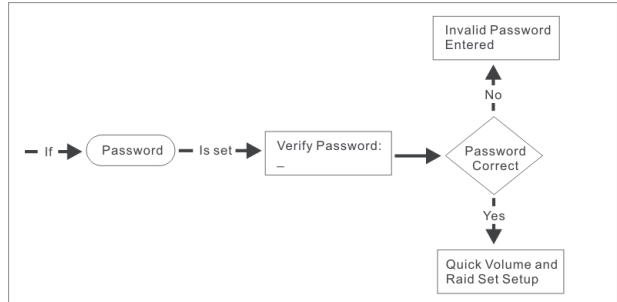 Invalid Password
Entered
No
If
Password
Is set
Verify Password:
_
Password
Correct
Yes
Quick Volume and
Raid Set Setup